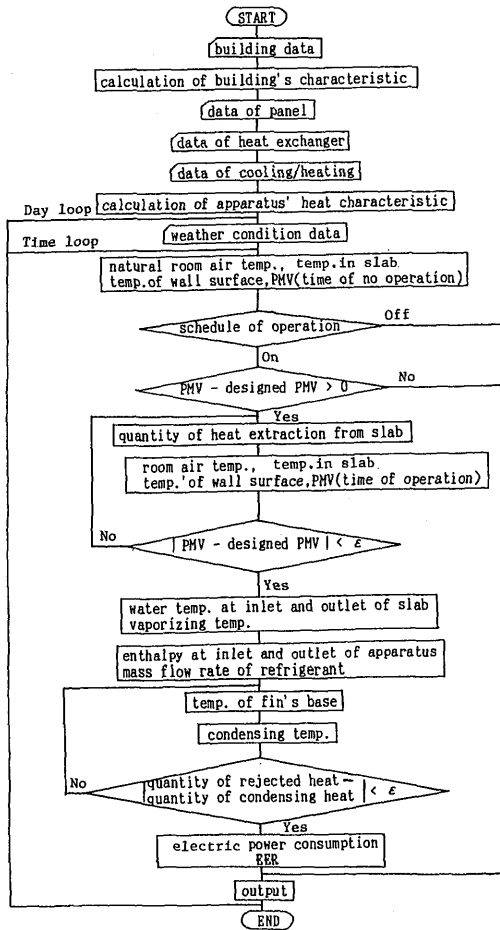 START
building data
calculation of building's characteristic
data of panel
data of heat exchanger
data of cooling/heating
Day loop
calculation of apparatus' heat characteristic
Time loop
weather condition data
natural room air temp., temp.in slab
temp.of wall surface,PMV(time of no operation)
schedule of operation
Off
On
PMV - designed PMV > 0
No
Yes
quantity of heat extraction from slab
room air temp., temp.in slab
temp.'of wall surface,PMV(time of operation)
No
|PMV - designed PMV| < ε
Yes
water temp. at inlet and outlet of slab
vaporizing temp.
enthalpy at inlet and outlet of apparatus
mass flow rate of refrigerant
temp. of fin's base
condensing temp.
No
|quantity of rejected heat −
quantity of condensing heat| < ε
Yes
electric power consumption
EER
output
END